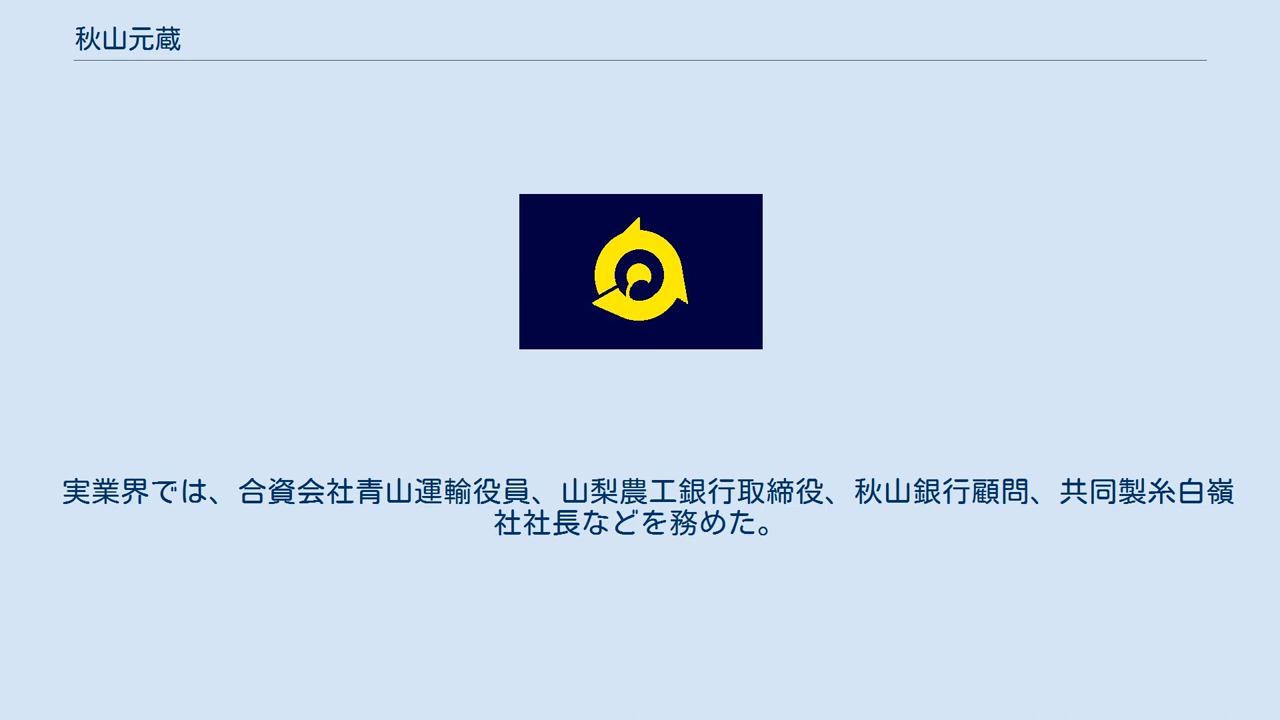 秋山元蔵
実業界では、合資会社青山運輸役員、山梨農工銀行取締役、秋山銀行顧問、共同製糸白嶺
社社長などを務めた。